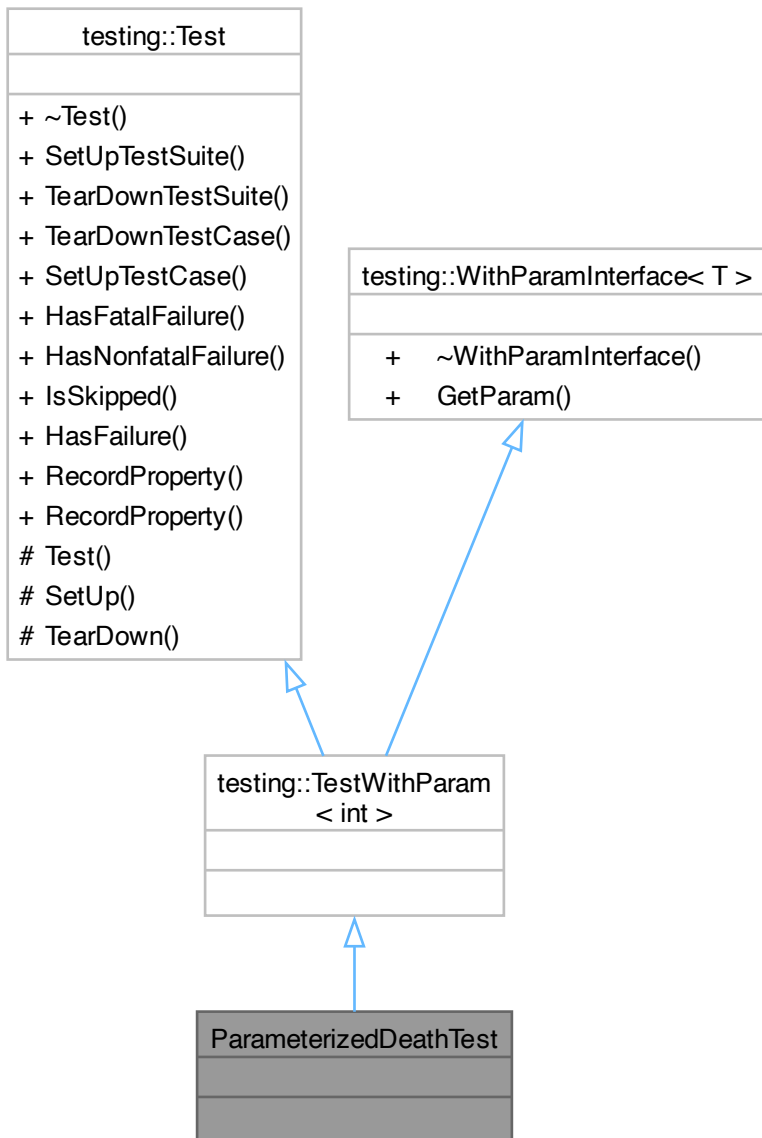 testing::Test
+ ~Test()
+ SetUpTestSuite()
+ TearDownTestSuite()
+ TearDownTestCase()
+ SetUpTestCase()
+ HasFatalFailure()
+ HasNonfatalFailure()
+ IsSkipped()
+ HasFailure()
+ RecordProperty()
+ RecordProperty()
# Test()
# SetUp()
# TearDown()
testing::WithParamInterface< T >
+ ~WithParamInterface()
+ GetParam()
testing::TestWithParam
< int >
ParameterizedDeathTest